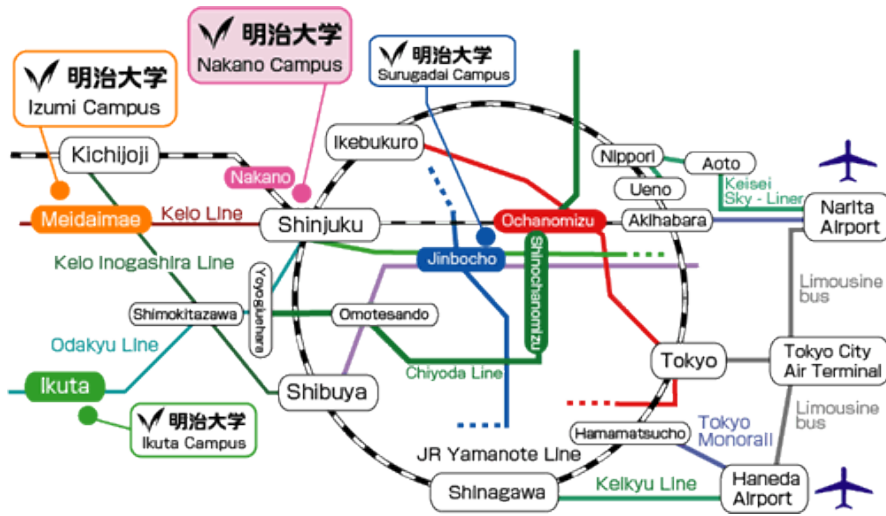 明治大学
Nakano Campus
明治大学
Izumi Campus
明治大学
Surugadai Campus
Kichijoji
Ikebukuro
Nippori
Aoto
Nakano
Ueno
Keisei
Sky - Liner
Meidaimae
Keio Line
Shinjuku
Ochanomizu
Akihabara
Narita
Airport
Keio Inogashira Line
Jinbocho
Shinochanomizu
Yoyogiuehara
Limousine
bus
Shimokitazawa
Omotesando
Odakyu Line
Chiyoda Line
Tokyo
Tokyo City
Air Terminal
Ikuta
Shibuya
明治大学
Ikuta Campus
Limousine
bus
Tokyo
Monorail
Hamamatsucho
JR Yamanote Line
Shinagawa
Keikyu Line
Haneda
Airport